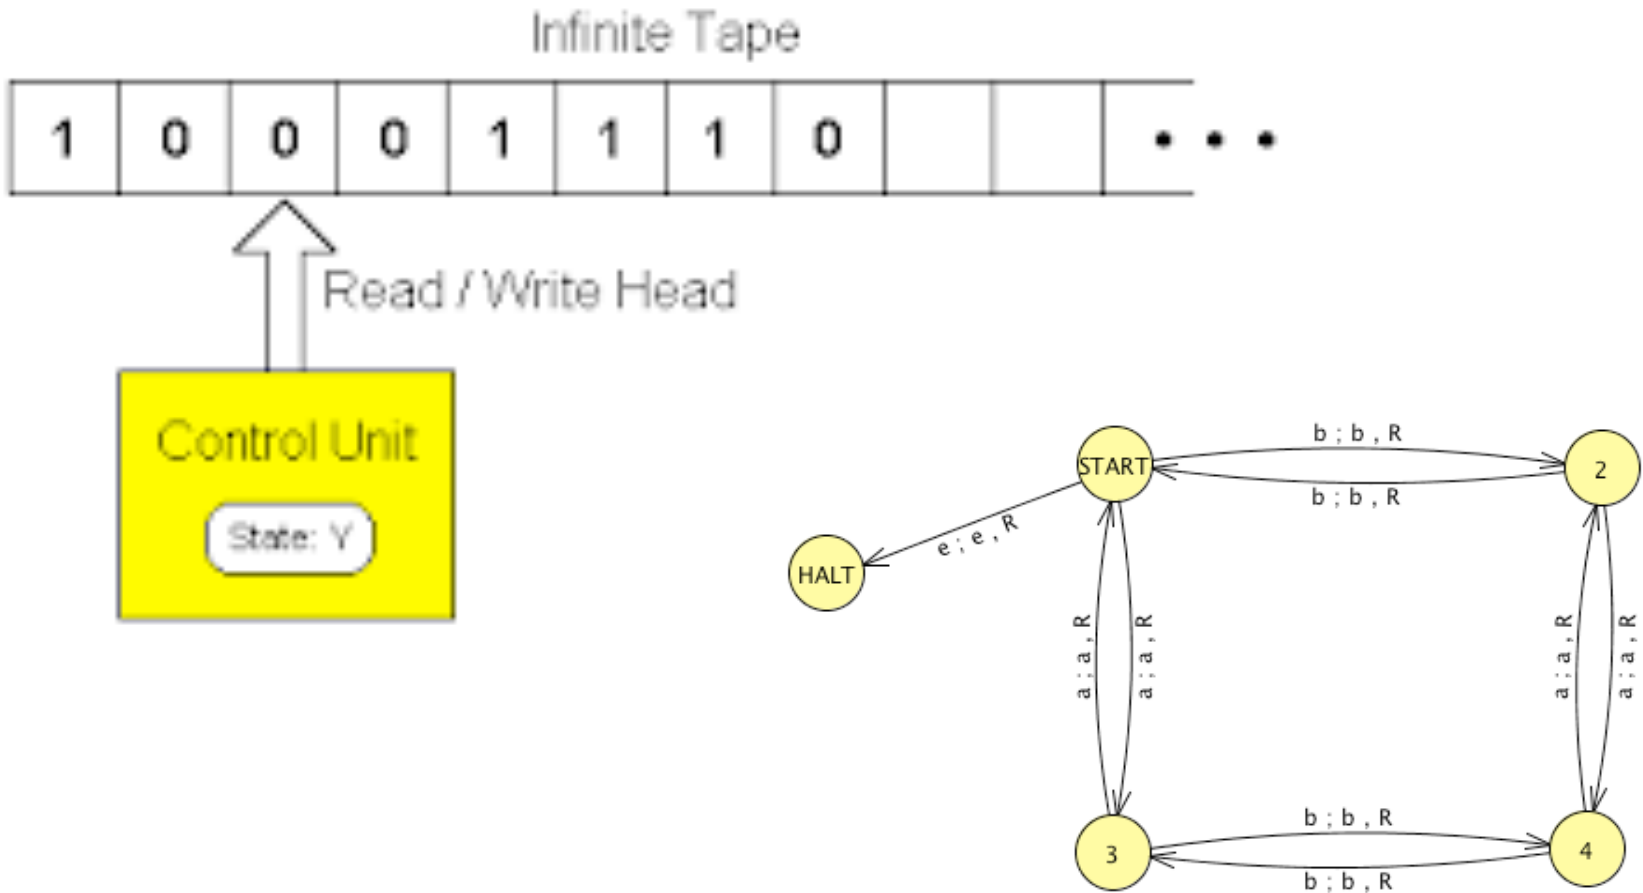 Infinite Tape
1 0 0 0 1 1 1 0 • • •
Read / Write Head
Control Unit
State: Y
b ; b , R
START
2
b ; b , R
e ; e , R
HALT
a ; a , R
a ; a , R
a ; a , R
a ; a , R
b ; b , R
3
4
b ; b , R